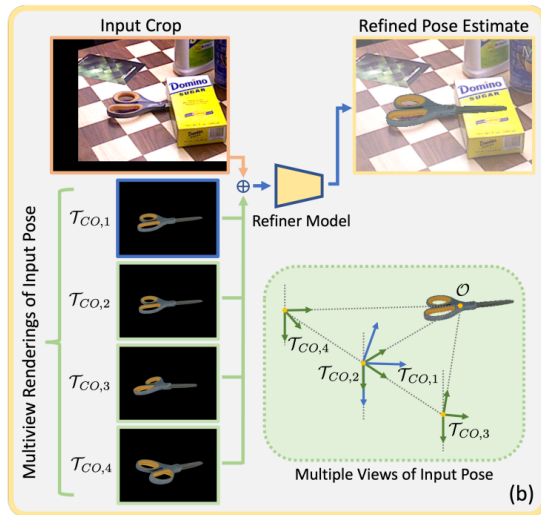 Input Crop
Refined Pose Estimate
Domino
SUGAR
Domino
SUGAR
Multiview Renderings of Input Pose
𝒯CO,1
𝒯CO,2
𝒯CO,3
𝒯CO,4
⊕
Refiner Model
𝒪
𝒯CO,4
𝒯CO,2
𝒯CO,1
𝒯CO,3
Multiple Views of Input Pose
(b)